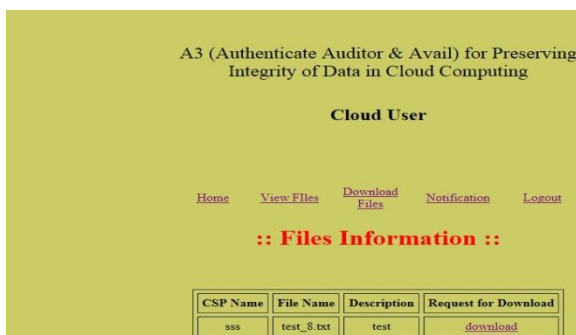 A3 (Authenticate Auditor & Avail) for Preserving
Integrity of Data in Cloud Computing
Cloud User
Home View FIles Download Files Notification Logout
:: Files Information ::
CSP Name File Name Description Request for Download
sss test_8.txt test download